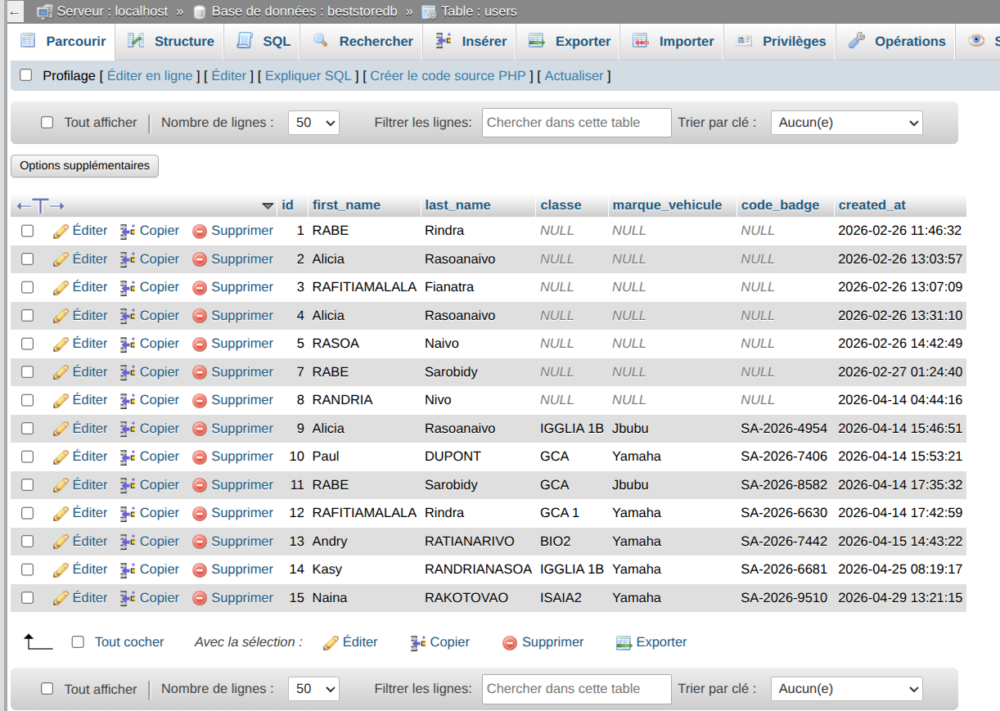 ← Serveur : localhost » Base de données : beststoredb » Table : users
Parcourir Structure SQL Rechercher Insérer Exporter Importer Privilèges Opérations S
Profilage [ Éditer en ligne ] [ Éditer ] [ Expliquer SQL ] [ Créer le code source PHP ] [ Actualiser ]
Tout afficher Nombre de lignes : 50 Filtrer les lignes: Chercher dans cette table Trier par clé : Aucun(e)
Options supplémentaires
←T→ id first_name last_name classe marque_vehicule code_badge created_at
Éditer Copier Supprimer 1 RABE Rindra NULL NULL NULL 2026-02-26 11:46:32
Éditer Copier Supprimer 2 Alicia Rasoanaivo NULL NULL NULL 2026-02-26 13:03:57
Éditer Copier Supprimer 3 RAFITIAMALALA Fianatra NULL NULL NULL 2026-02-26 13:07:09
Éditer Copier Supprimer 4 Alicia Rasoanaivo NULL NULL NULL 2026-02-26 13:31:10
Éditer Copier Supprimer 5 RASOA Naivo NULL NULL NULL 2026-02-26 14:42:49
Éditer Copier Supprimer 7 RABE Sarobidy NULL NULL NULL 2026-02-27 01:24:40
Éditer Copier Supprimer 8 RANDRIA Nivo NULL NULL NULL 2026-04-14 04:44:16
Éditer Copier Supprimer 9 Alicia Rasoanaivo IGGLIA 1B Jbubu SA-2026-4954 2026-04-14 15:46:51
Éditer Copier Supprimer 10 Paul DUPONT GCA Yamaha SA-2026-7406 2026-04-14 15:53:21
Éditer Copier Supprimer 11 RABE Sarobidy GCA Jbubu SA-2026-8582 2026-04-14 17:35:32
Éditer Copier Supprimer 12 RAFITIAMALALA Rindra GCA 1 Yamaha SA-2026-6630 2026-04-14 17:42:59
Éditer Copier Supprimer 13 Andry RATIANARIVO BIO2 Yamaha SA-2026-7442 2026-04-15 14:43:22
Éditer Copier Supprimer 14 Kasy RANDRIANASOA IGGLIA 1B Yamaha SA-2026-6681 2026-04-25 08:19:17
Éditer Copier Supprimer 15 Naina RAKOTOVAO ISAIA2 Yamaha SA-2026-9510 2026-04-29 13:21:15
Tout cocher Avec la sélection : Éditer Copier Supprimer Exporter
Tout afficher Nombre de lignes : 50 Filtrer les lignes: Chercher dans cette table Trier par clé : Aucun(e)